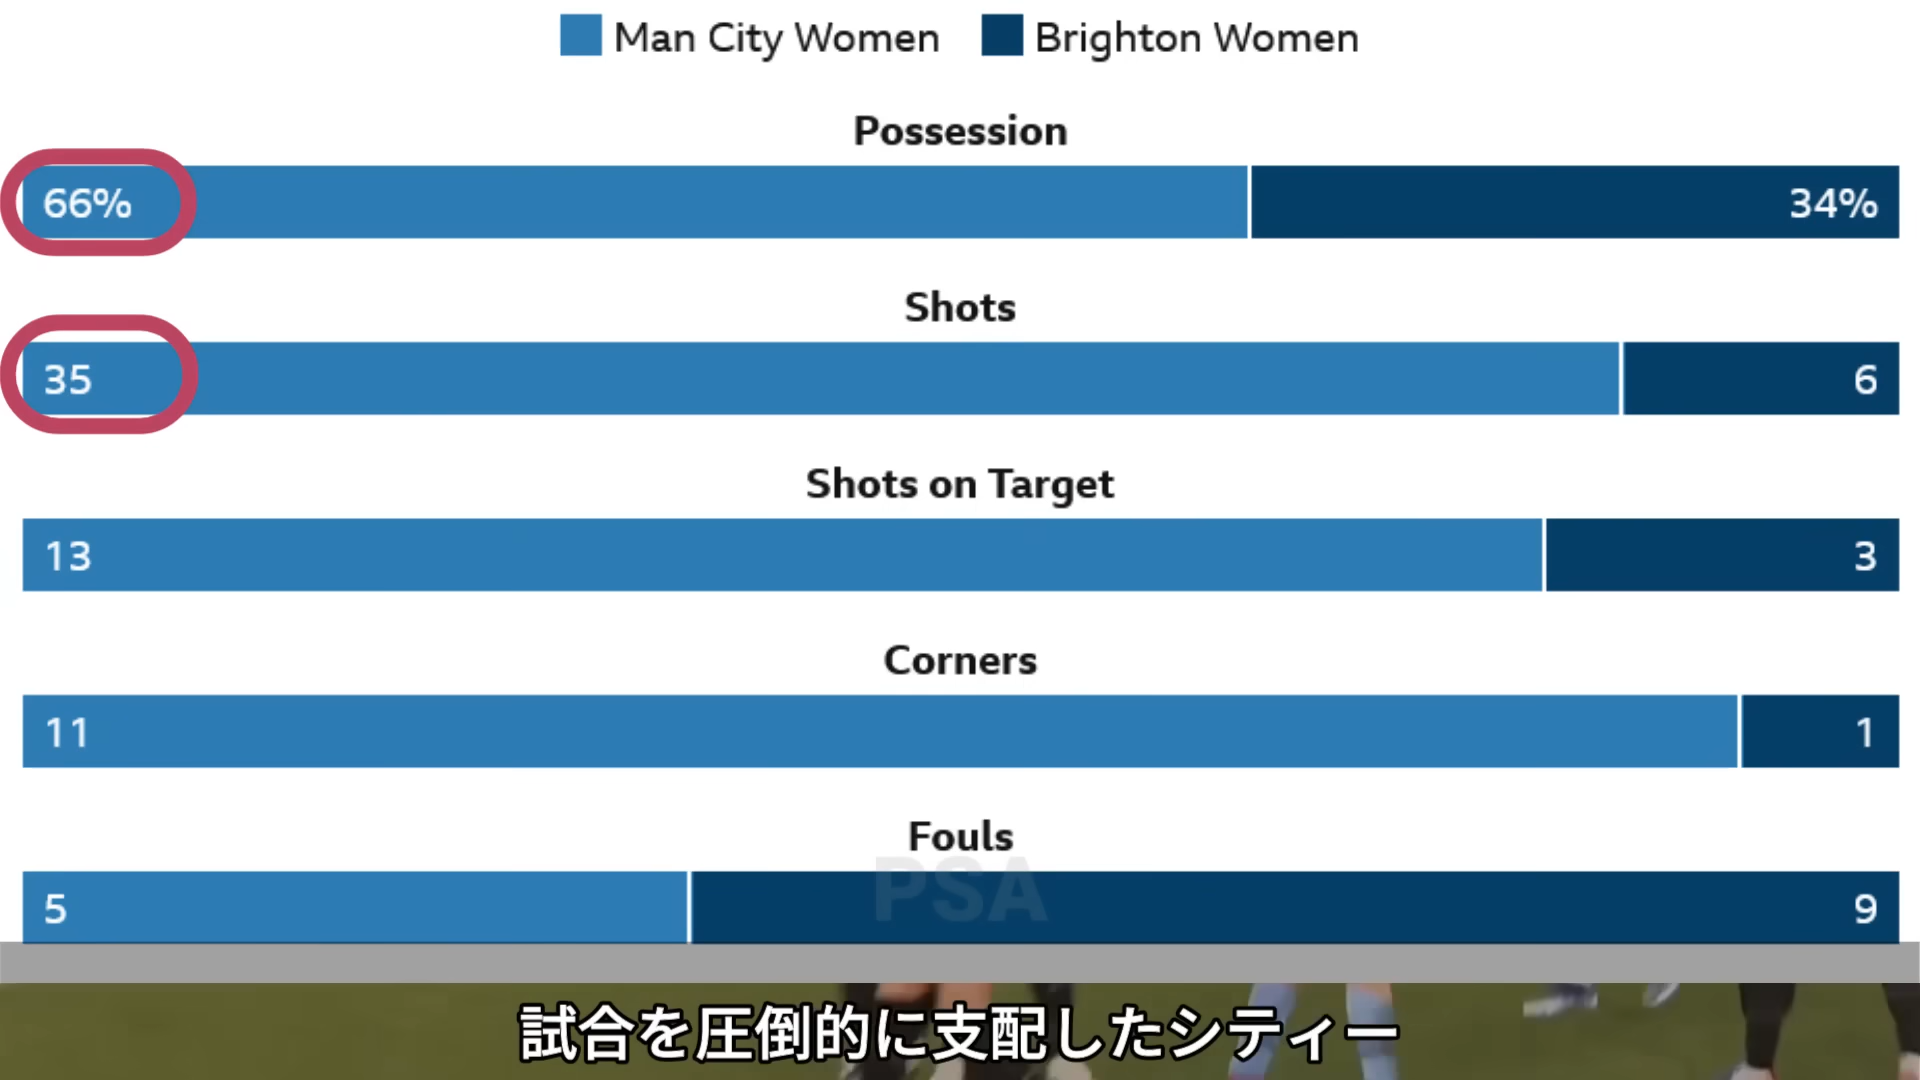 Man City Women Brighton Women
Possession
66% 34%
Shots
35 6
Shots on Target
13 3
Corners
11 1
Fouls
PSA
5 9
試合を圧倒的に支配したシティー